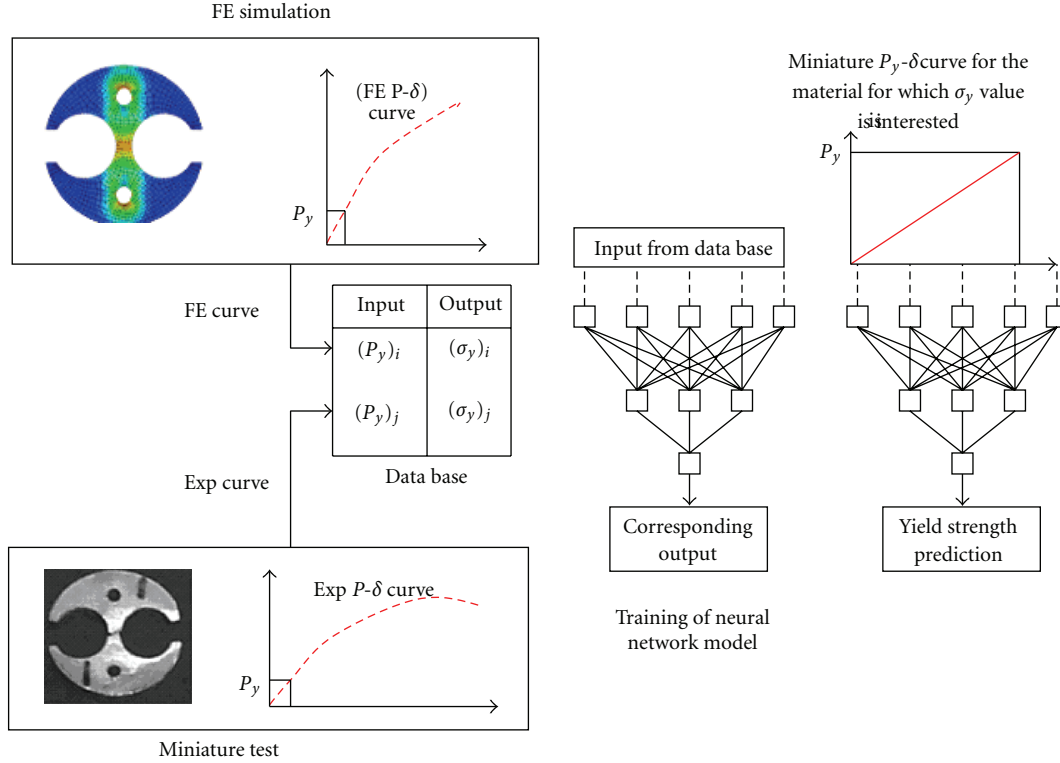 FE simulation
(FE P-δ)
curve
P_y
FE curve
Input Output
(P_y)_i (σ_y)_i
(P_y)_j (σ_y)_j
Data base
Exp curve
Exp P-δ curve
P_y
Miniature test
Input from data base
Corresponding
output
Training of neural
network model
Miniature P_y-δ curve for the
material for which σ_y value
is interested
P_y
Yield strength
prediction